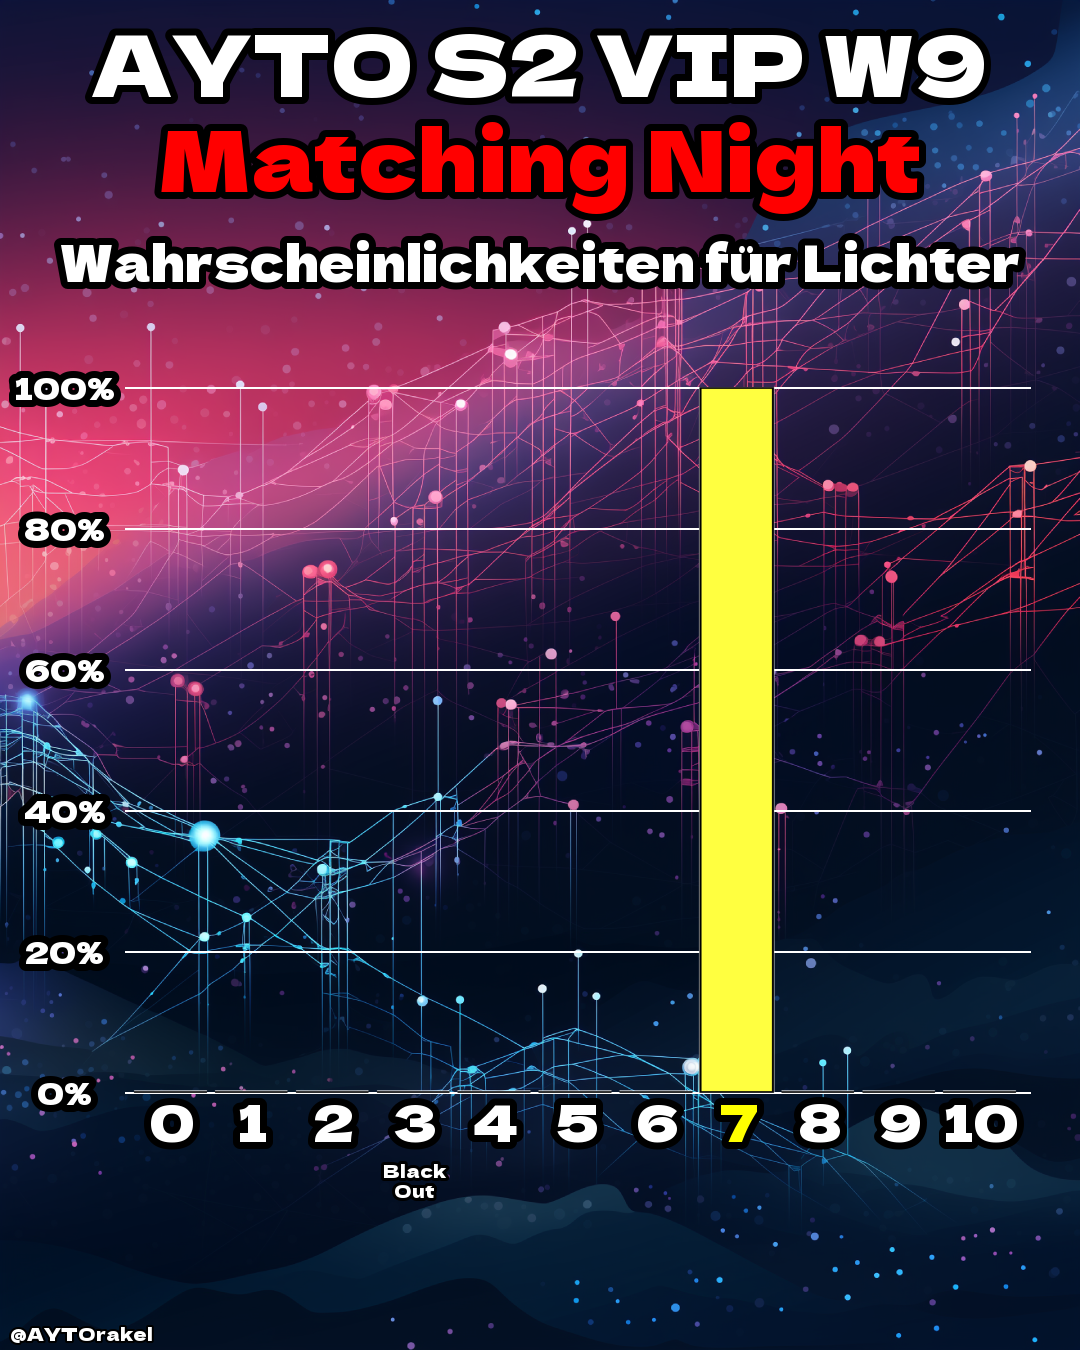 AYTO S2 VIP W9
Matching Night
Wahrscheinlichkeiten für Lichter
100%
80%
60%
40%
20%
0%
0 1 2 3 4 5 6 7 8 9 10
Black
Out
@AYTOrakel